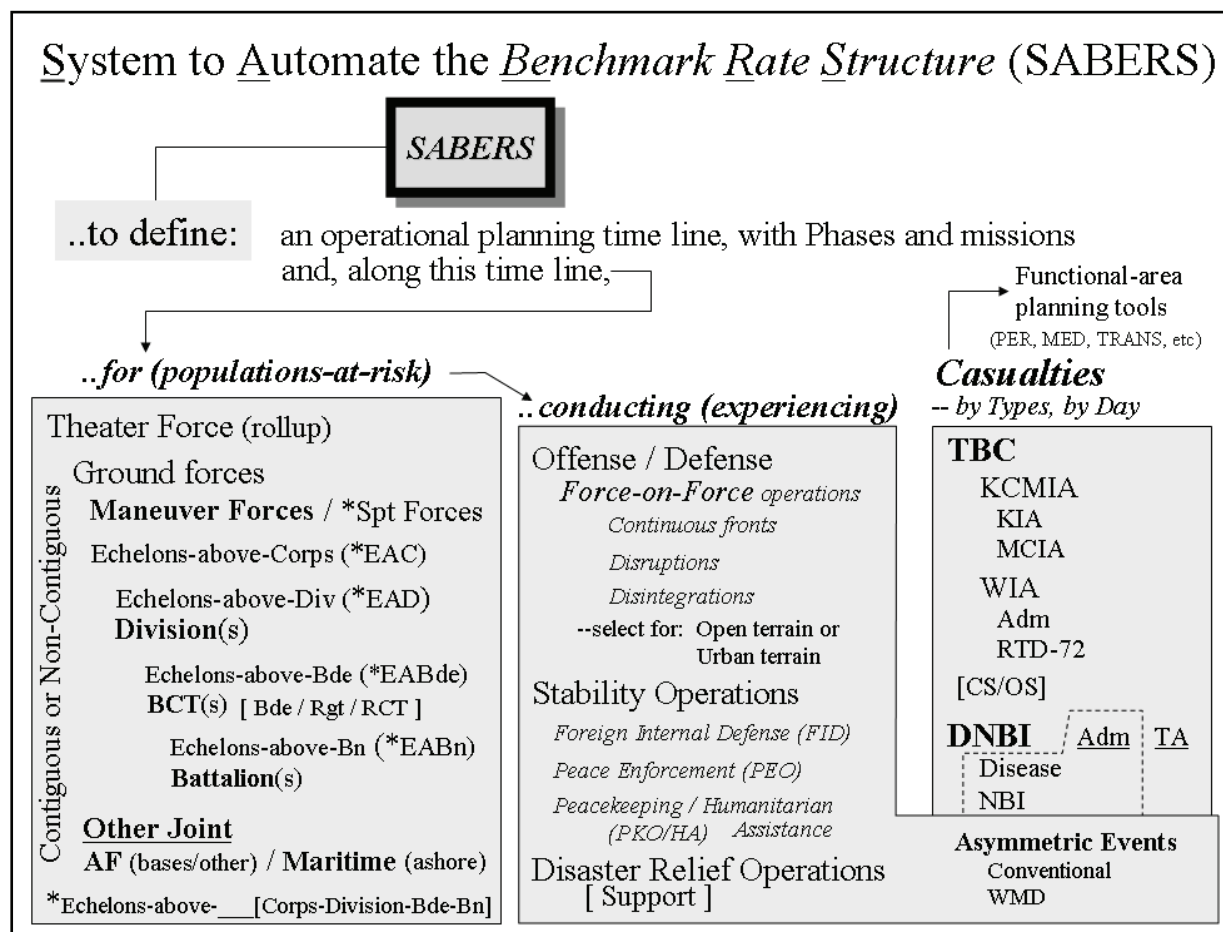 System to Automate the Benchmark Rate Structure (SABERS)
SABERS
..to define:
an operational planning time line, with Phases and missions
and, along this time line,
Functional-area
planning tools
(PER, MED, TRANS, etc)
..for (populations-at-risk)
Theater Force (rollup)
Contiguous or Non-Contiguous
Ground forces
Maneuver Forces / *Spt Forces
Echelons-above-Corps (*EAC)
Echelons-above-Div (*EAD)
Division(s)
Echelons-above-Bde (*EABde)
BCT(s) [ Bde / Rgt / RCT ]
Echelons-above-Bn (*EABn)
Battalion(s)
Other Joint
AF (bases/other) / Maritime (ashore)
*Echelons-above-___[Corps-Division-Bde-Bn]
..conducting (experiencing)
Offense / Defense
Force-on-Force operations
Continuous fronts
Disruptions
Disintegrations
--select for: Open terrain or
Urban terrain
Stability Operations
Foreign Internal Defense (FID)
Peace Enforcement (PEO)
Peacekeeping / Humanitarian
(PKO/HA) Assistance
Disaster Relief Operations
[ Support ]
Casualties
-- by Types, by Day
TBC
KCMIA
KIA
MCIA
WIA
Adm
RTD-72
[CS/OS]
DNBI Adm TA
Disease
NBI
Asymmetric Events
Conventional
WMD